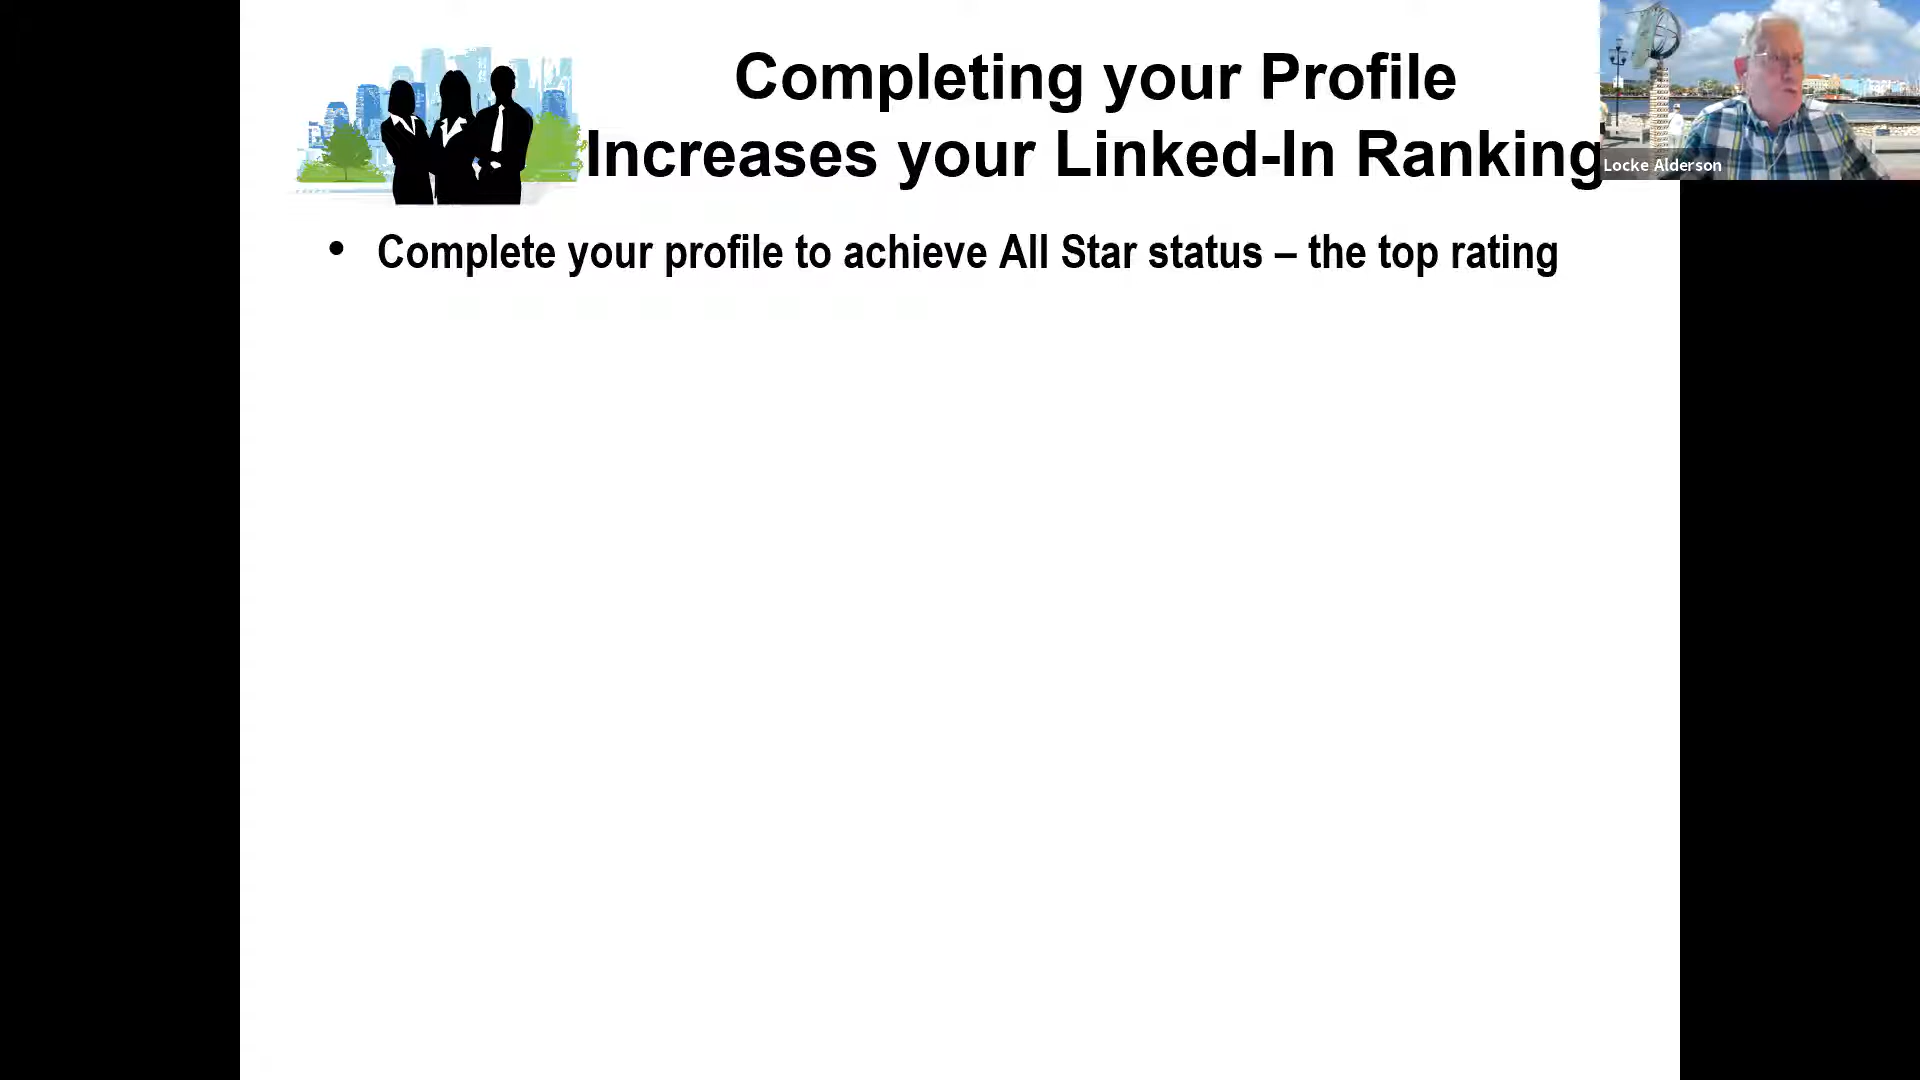 Completing your Profile
Increases your Linked-In Ranking
Locke Alderson
• Complete your profile to achieve All Star status – the top rating